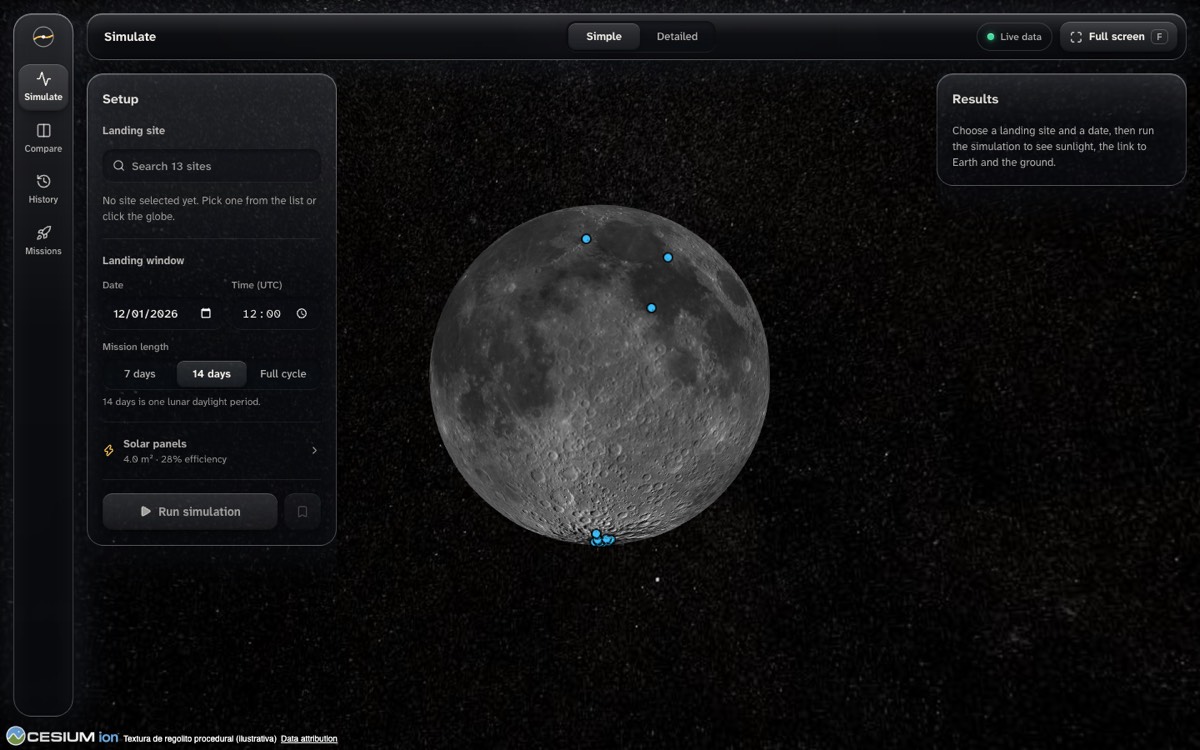 Simulate
Simple
Detailed
Live data
Full screen F
Simulate
Compare
History
Missions
Setup
Landing site
Search 13 sites
No site selected yet. Pick one from the list or
click the globe.
Landing window
Date
Time (UTC)
12/01/2026
12:00
Mission length
7 days
14 days
Full cycle
14 days is one lunar daylight period.
Solar panels
4.0 m² · 28% efficiency
Run simulation
Results
Choose a landing site and a date, then run
the simulation to see sunlight, the link to
Earth and the ground.
CESIUM ion Textura de regolito procedural (ilustrativa) Data attribution